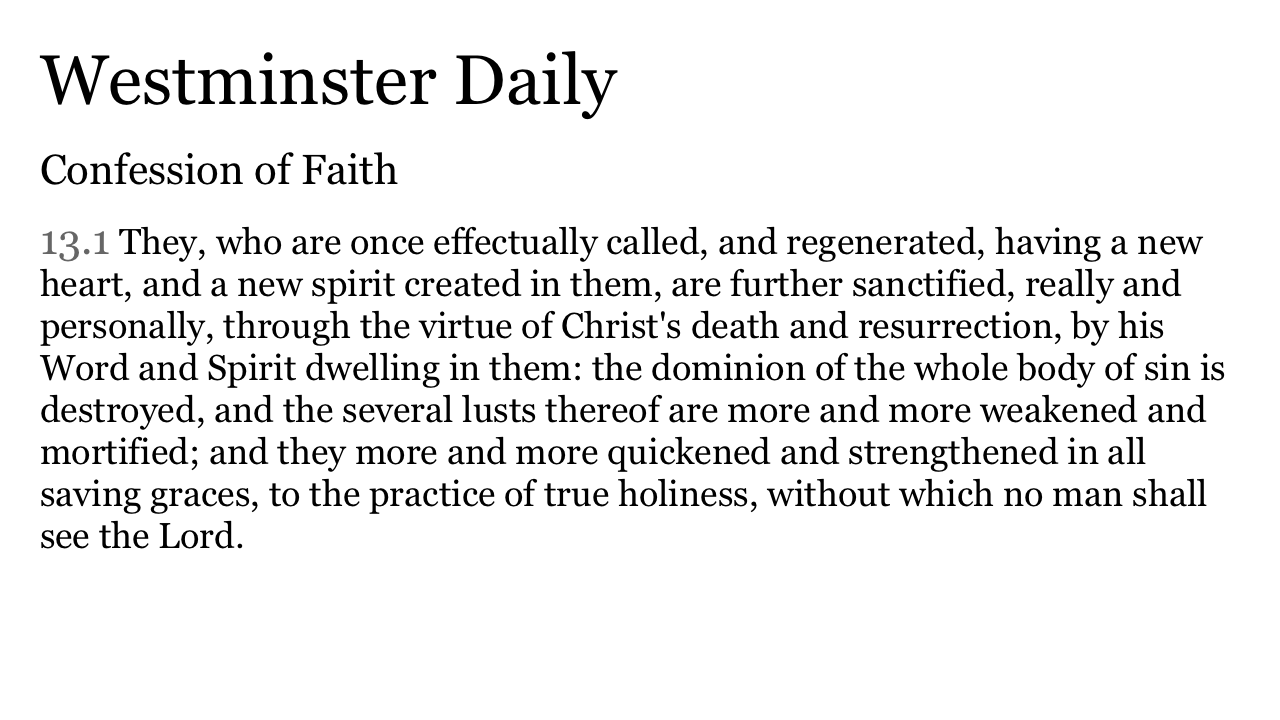 Westminster Daily
Confession of Faith
13.1 They, who are once effectually called, and regenerated, having a new
heart, and a new spirit created in them, are further sanctified, really and
personally, through the virtue of Christ's death and resurrection, by his
Word and Spirit dwelling in them: the dominion of the whole body of sin is
destroyed, and the several lusts thereof are more and more weakened and
mortified; and they more and more quickened and strengthened in all
saving graces, to the practice of true holiness, without which no man shall
see the Lord.